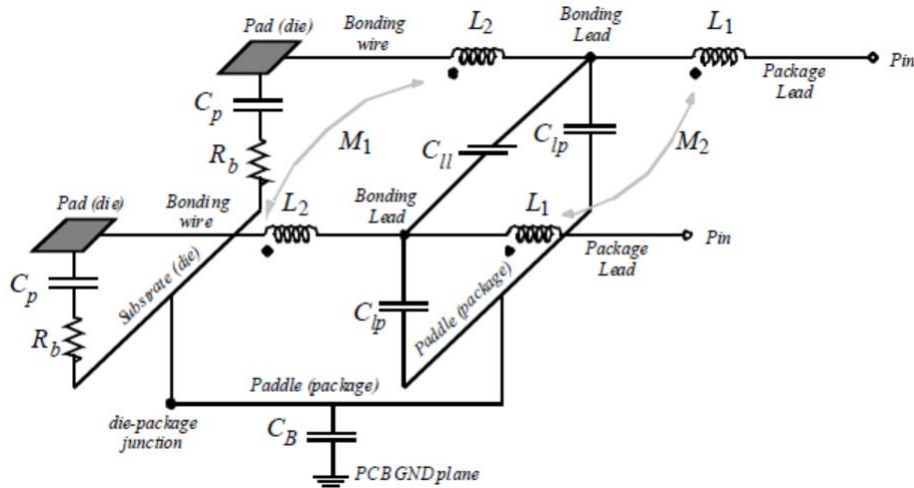 Pad (die)
Bonding
wire
L2
Bonding
Lead
L1
Package
Lead
Pin
Cp
Rb
M1
Cll
Clp
M2
Pad (die)
Bonding
wire
L2
Bonding
Lead
L1
Package
Lead
Pin
Cp
Rb
Substrate (die)
Clp
Paddle (package)
Paddle (package)
die-package
junction
CB
PCB GND plane